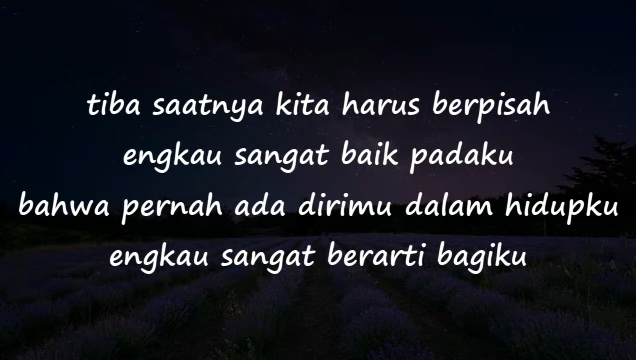 tiba saatnya kita harus berpisah
engkau sangat baik padaku
bahwa pernah ada dirimu dalam hidupku
engkau sangat berarti bagiku